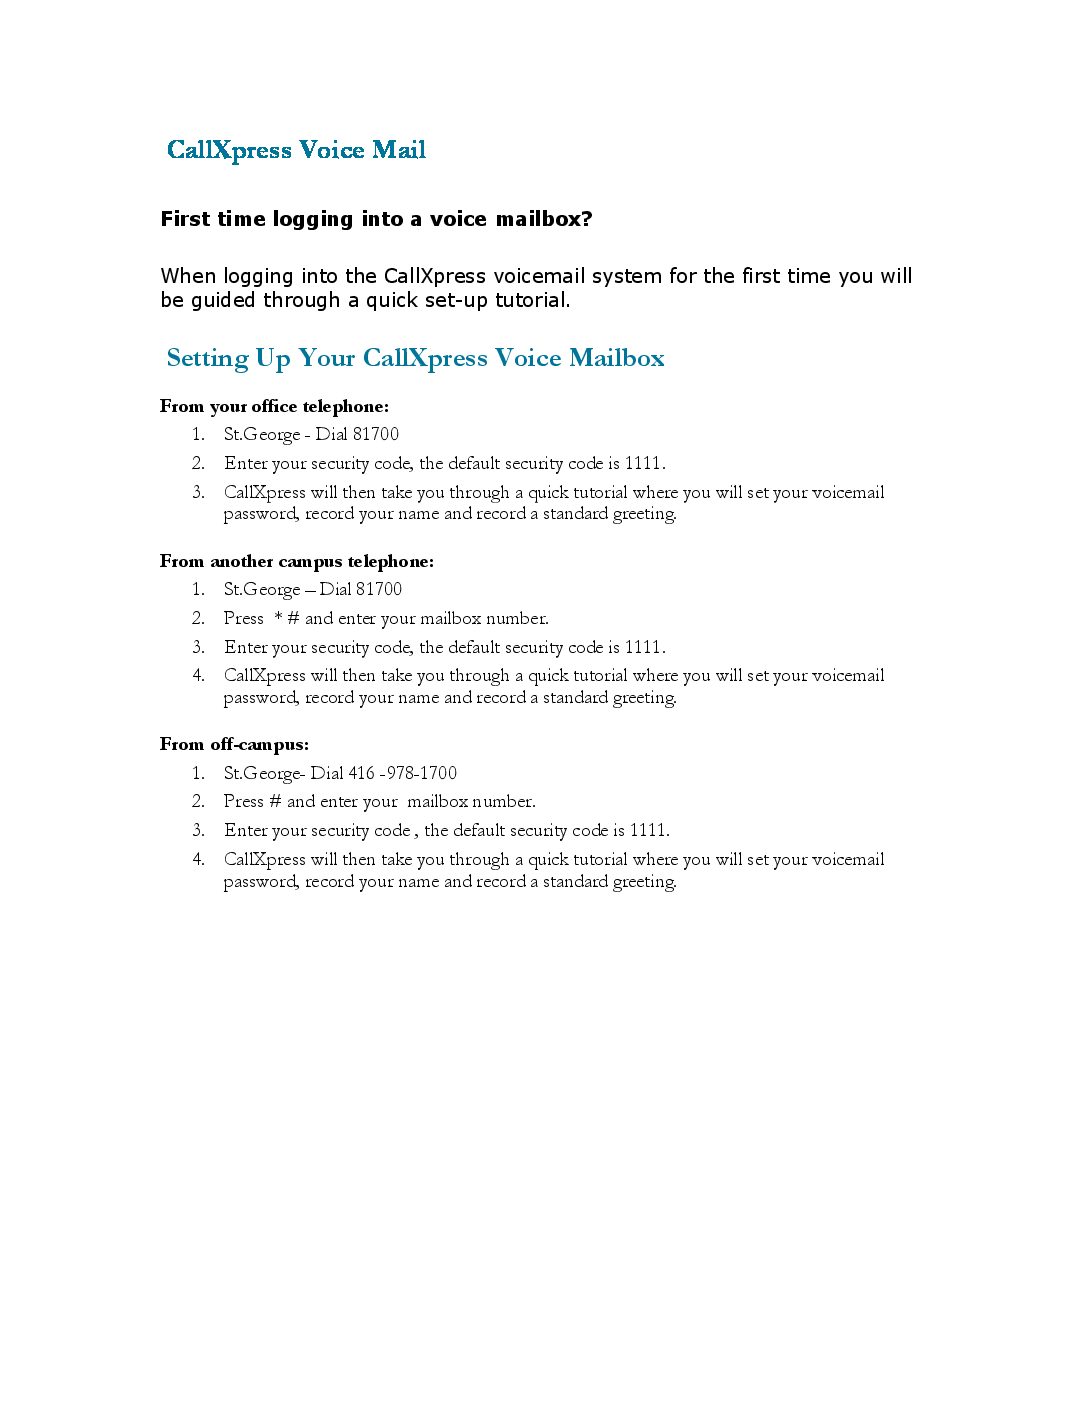 CallXpress Voice Mail
First time logging into a voice mailbox?
When logging into the CallXpress voicemail system for the first time you will
be guided through a quick set-up tutorial.
Setting Up Your CallXpress Voice Mailbox
From your office telephone:
1. St.George - Dial 81700
2. Enter your security code, the default security code is 1111.
3. CallXpress will then take you through a quick tutorial where you will set your voicemail
password, record your name and record a standard greeting.
From another campus telephone:
1. St.George – Dial 81700
2. Press * # and enter your mailbox number.
3. Enter your security code, the default security code is 1111.
4. CallXpress will then take you through a quick tutorial where you will set your voicemail
password, record your name and record a standard greeting.
From off-campus:
1. St.George- Dial 416 -978-1700
2. Press # and enter your mailbox number.
3. Enter your security code , the default security code is 1111.
4. CallXpress will then take you through a quick tutorial where you will set your voicemail
password, record your name and record a standard greeting.